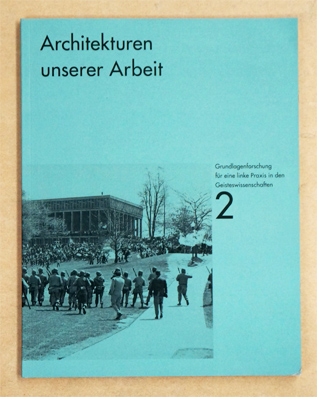 Architekturen
unserer Arbeit
Grundlagenforschung
für eine linke Praxis in den
Geisteswissenschaften
2